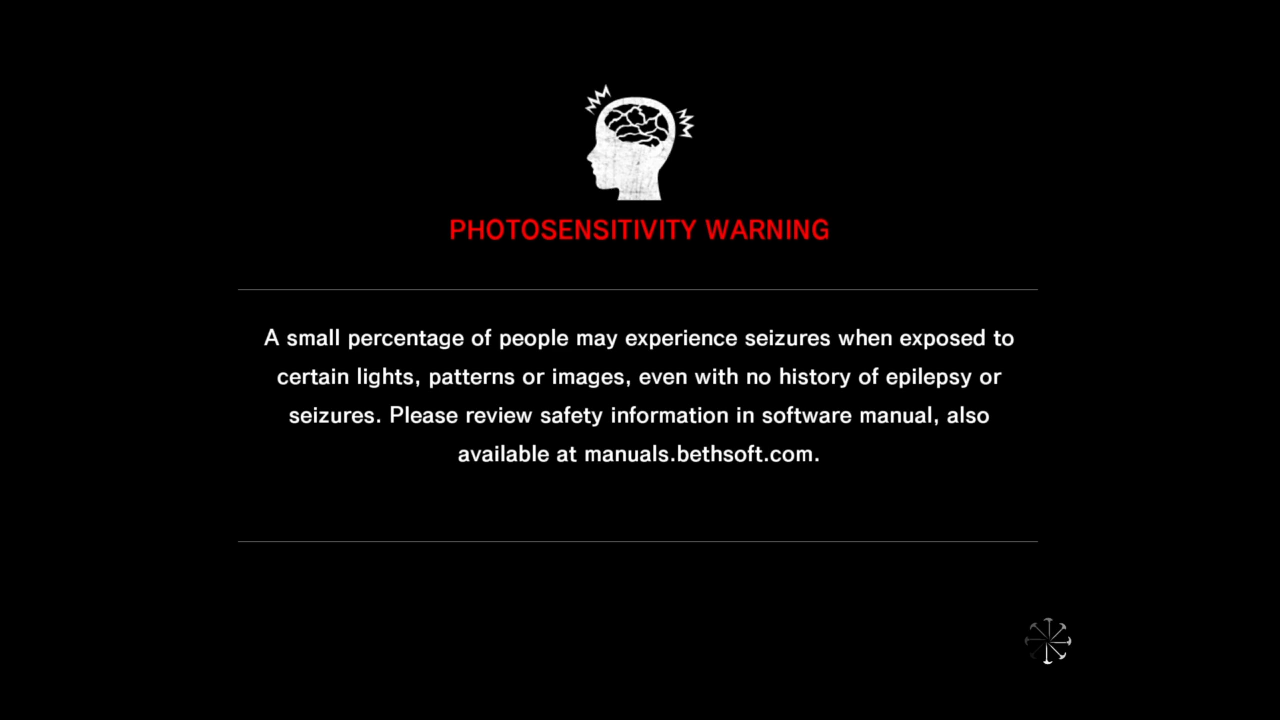 PHOTOSENSITIVITY WARNING
A small percentage of people may experience seizures when exposed to
certain lights, patterns or images, even with no history of epilepsy or
seizures. Please review safety information in software manual, also
available at manuals.bethsoft.com.